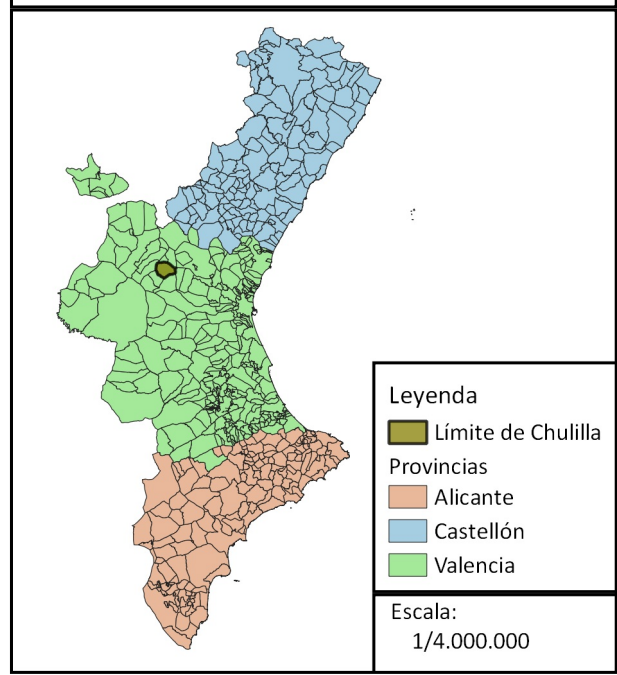 Leyenda
Límite de Chulilla
Provincias
Alicante
Castellón
Valencia
Escala:
1/4.000.000